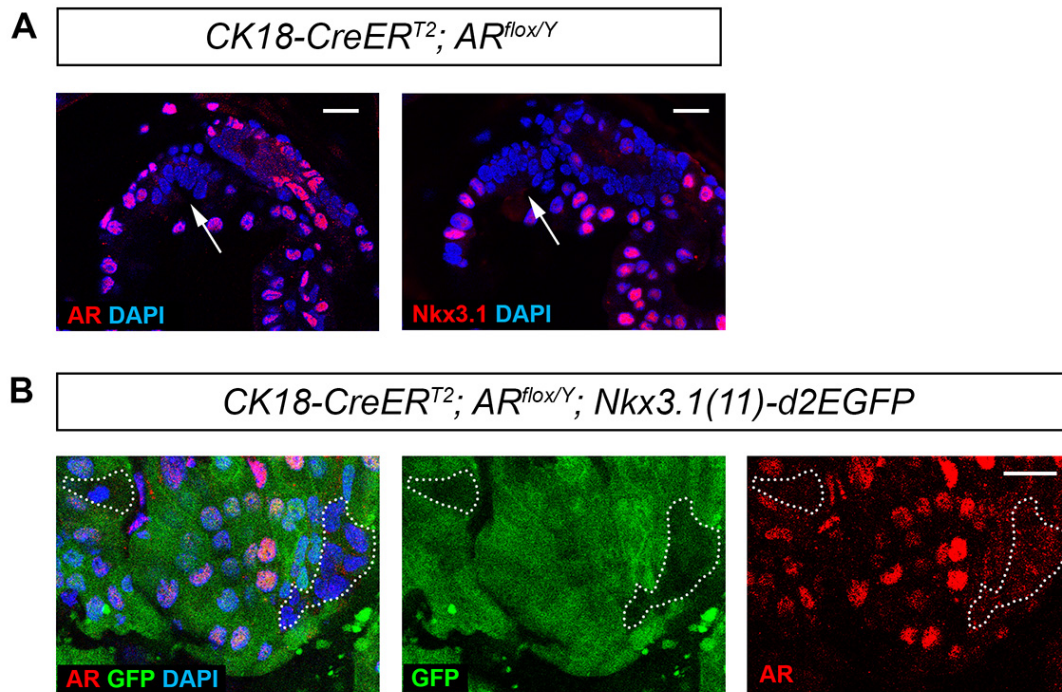 A
CK18-CreERT2; ARflox/Y
AR DAPI
Nkx3.1 DAPI
B
CK18-CreERT2; ARflox/Y; Nkx3.1(11)-d2EGFP
AR GFP DAPI
GFP
AR